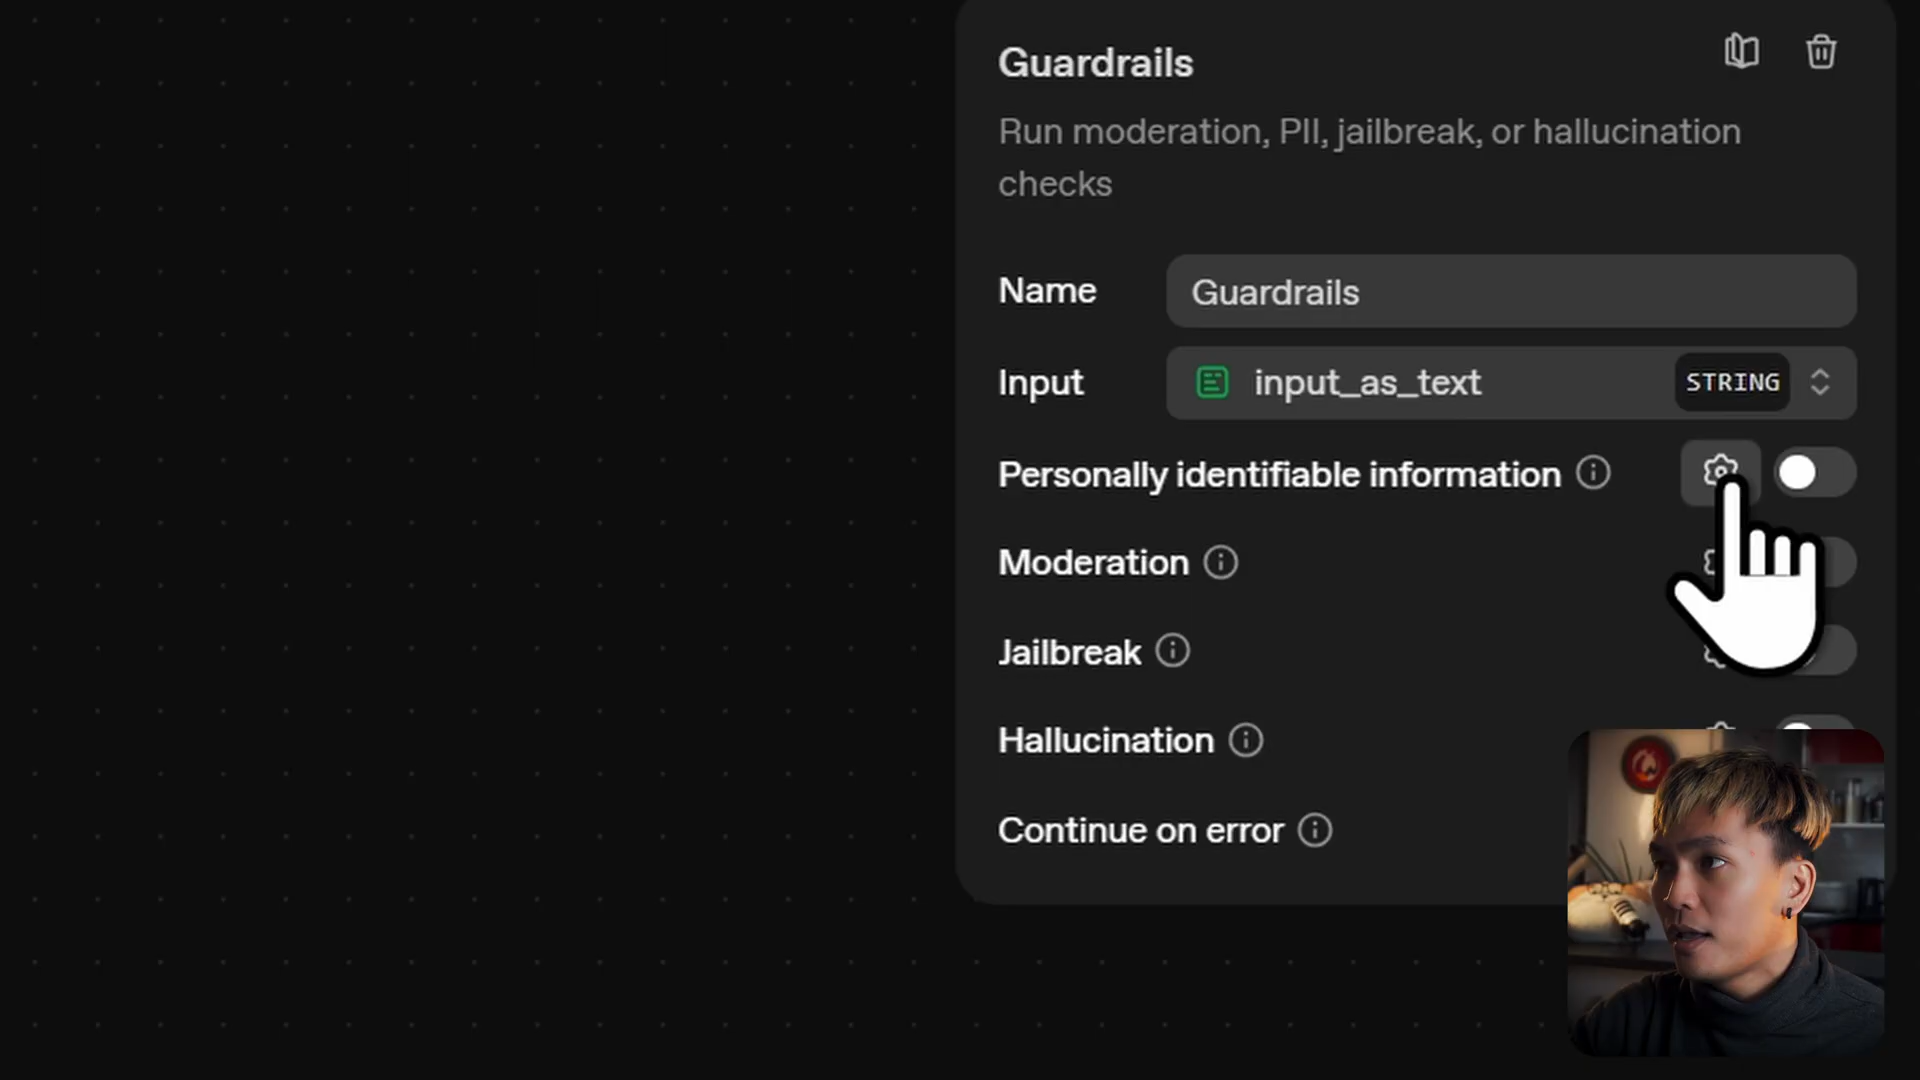 Guardrails
Run moderation, PII, jailbreak, or hallucination
checks
Name
Guardrails
Input
input_as_text
STRING
Personally identifiable information
Moderation
Jailbreak
Hallucination
Continue on error